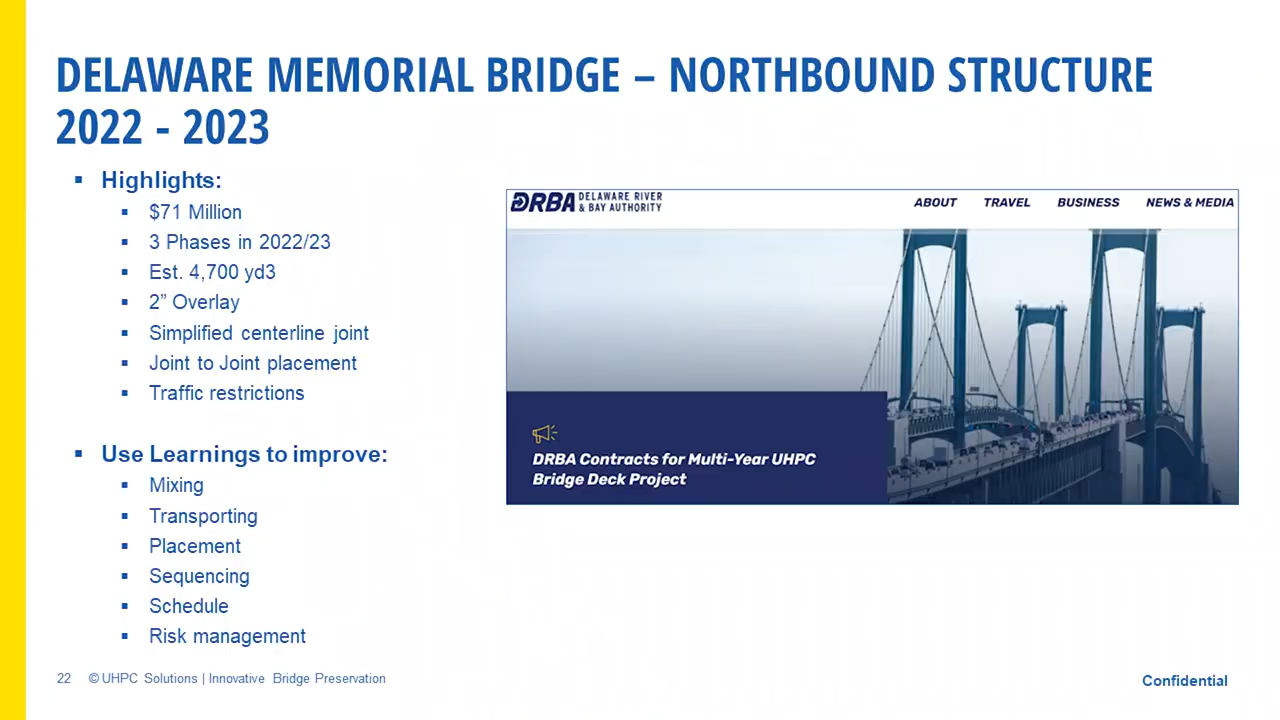 DELAWARE MEMORIAL BRIDGE – NORTHBOUND STRUCTURE
2022 - 2023
▪ Highlights:
▪ $71 Million
▪ 3 Phases in 2022/23
▪ Est. 4,700 yd3
▪ 2” Overlay
▪ Simplified centerline joint
▪ Joint to Joint placement
▪ Traffic restrictions
▪ Use Learnings to improve:
▪ Mixing
▪ Transporting
▪ Placement
▪ Sequencing
▪ Schedule
▪ Risk management
DRBA DELAWARE RIVER
& BAY AUTHORITY
ABOUT TRAVEL BUSINESS NEWS & MEDIA
DRBA Contracts for Multi-Year UHPC
Bridge Deck Project
22 © UHPC Solutions | Innovative Bridge Preservation
Confidential